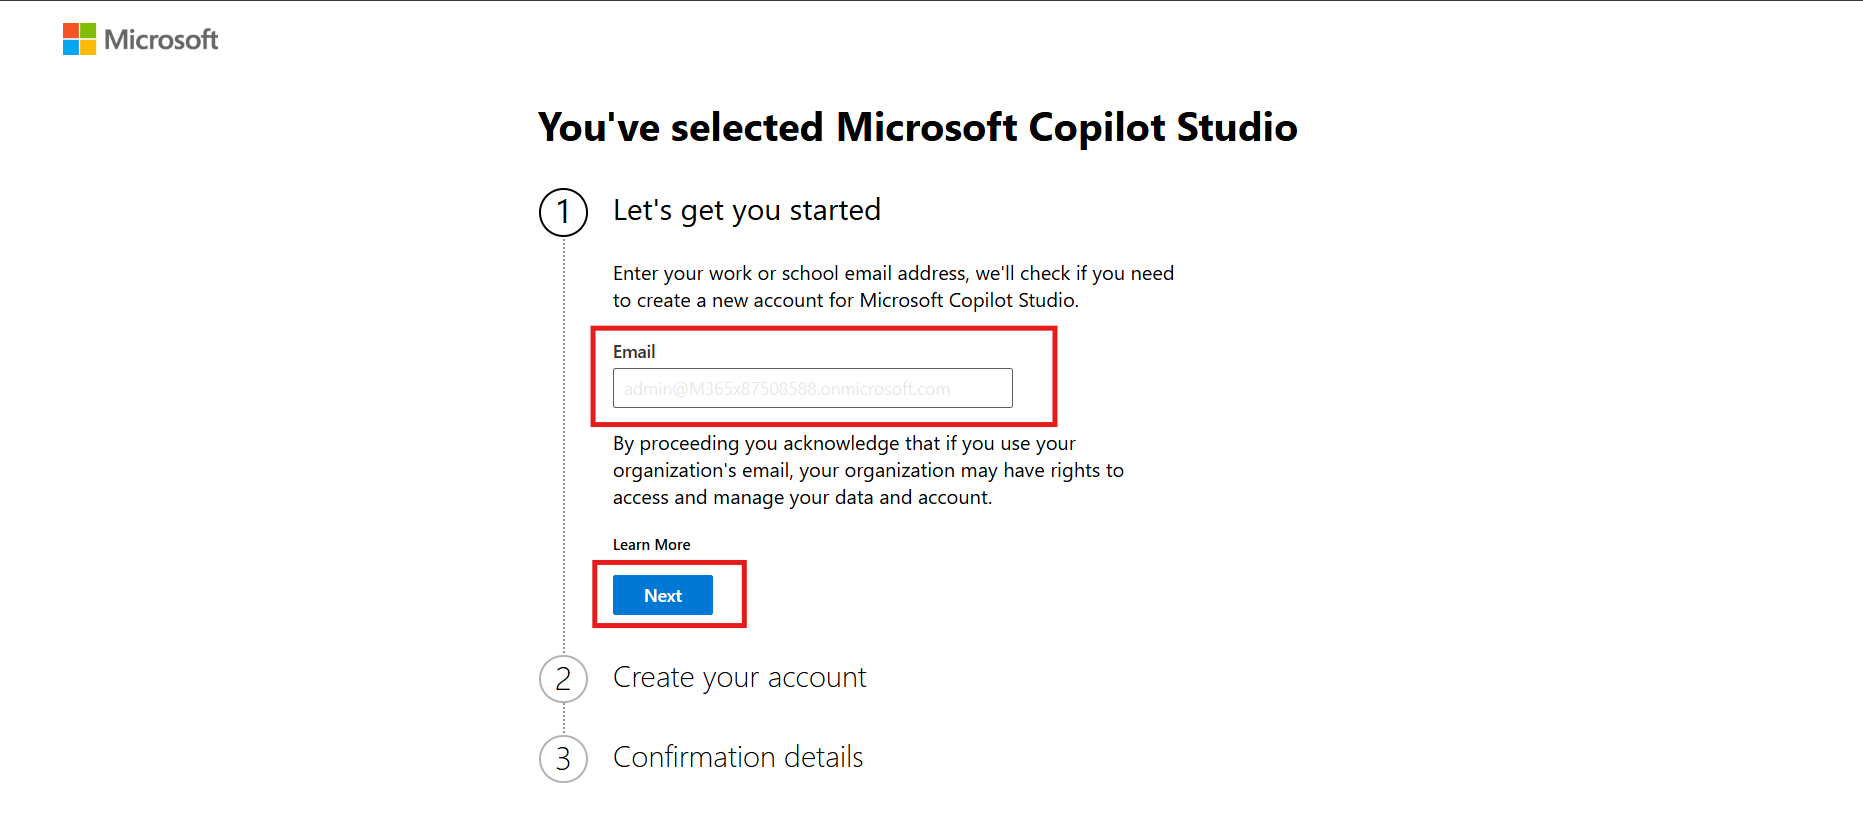 Microsoft
You've selected Microsoft Copilot Studio
1 Let's get you started
Enter your work or school email address, we'll check if you need
to create a new account for Microsoft Copilot Studio.
Email
admin@M365x87508588.onmicrosoft.com
By proceeding you acknowledge that if you use your
organization's email, your organization may have rights to
access and manage your data and account.
Learn More
Next
2 Create your account
3 Confirmation details